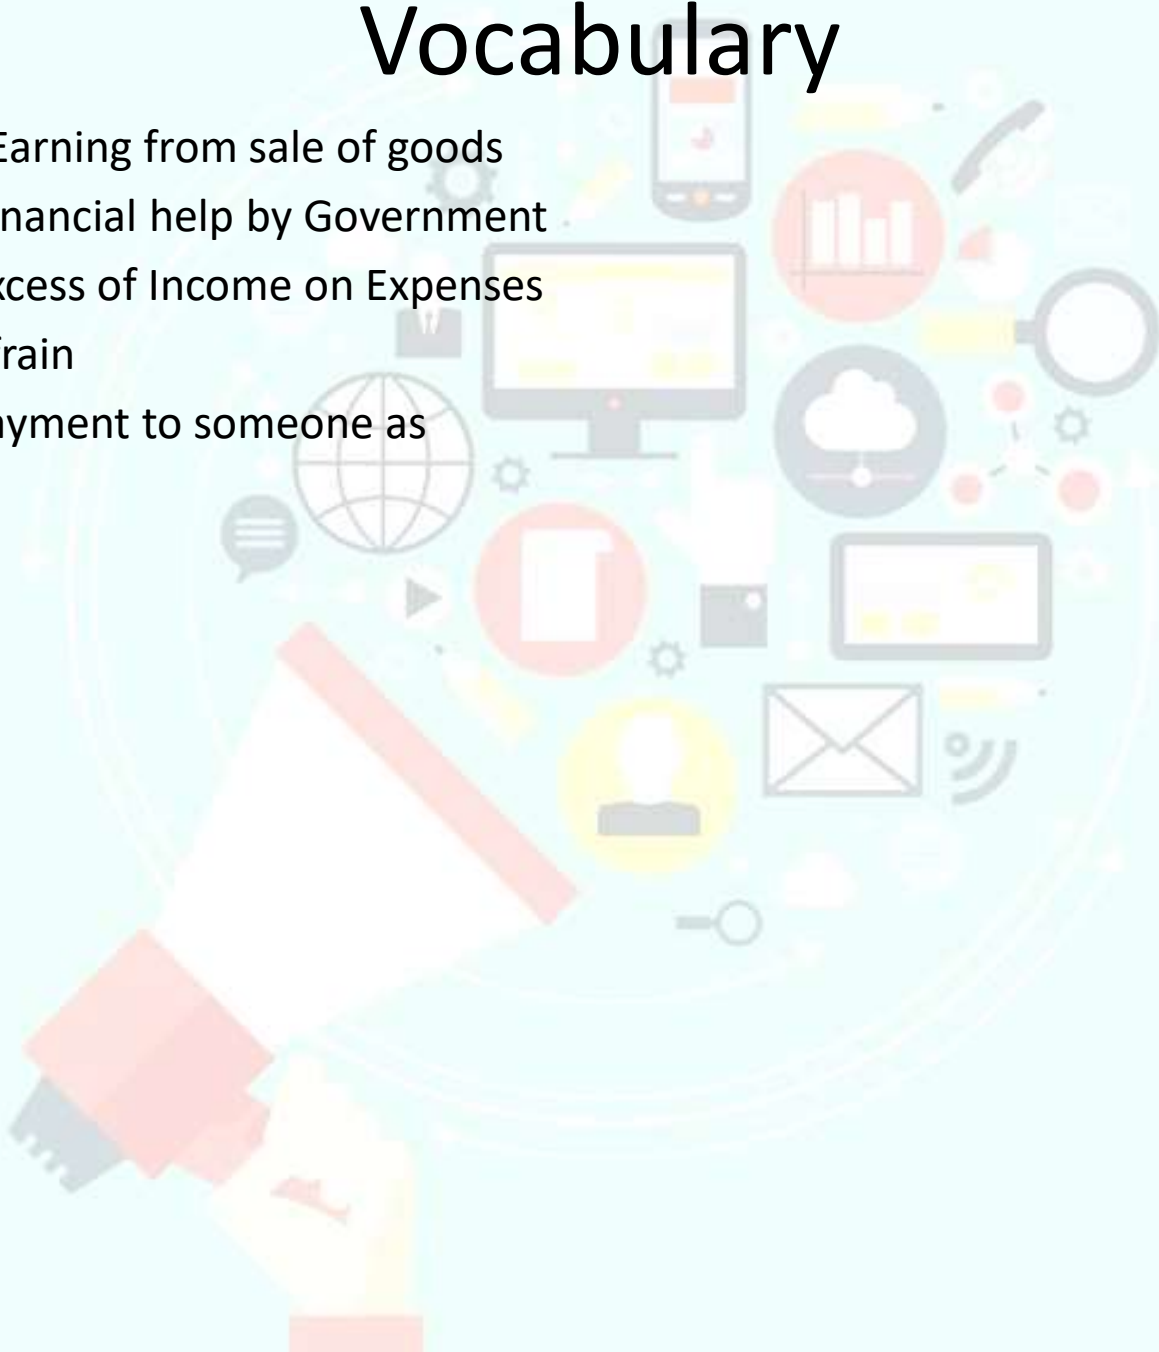 Vocabulary
Earning from sale of goods
nancial help by Government
xcess of Income on Expenses
rain
yment to someone as